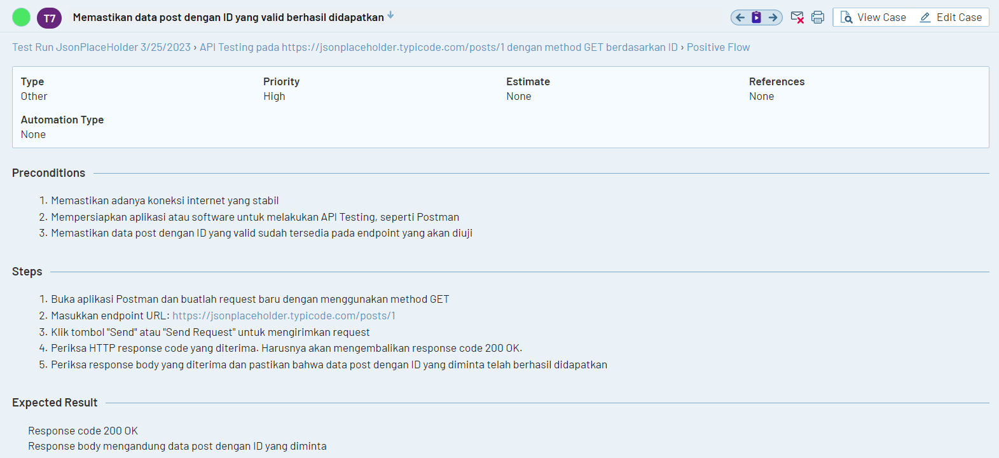 T7 Memastikan data post dengan ID yang valid berhasil didapatkan View Case Edit Case
Test Run JsonPlaceHolder 3/25/2023 › API Testing pada https://jsonplaceholder.typicode.com/posts/1 dengan method GET berdasarkan ID › Positive Flow
Type Priority Estimate References
Other High None None
Automation Type
None
Preconditions
1. Memastikan adanya koneksi internet yang stabil
2. Mempersiapkan aplikasi atau software untuk melakukan API Testing, seperti Postman
3. Memastikan data post dengan ID yang valid sudah tersedia pada endpoint yang akan diuji
Steps
1. Buka aplikasi Postman dan buatlah request baru dengan menggunakan method GET
2. Masukkan endpoint URL: https://jsonplaceholder.typicode.com/posts/1
3. Klik tombol "Send" atau "Send Request" untuk mengirimkan request
4. Periksa HTTP response code yang diterima. Harusnya akan mengembalikan response code 200 OK.
5. Periksa response body yang diterima dan pastikan bahwa data post dengan ID yang diminta telah berhasil didapatkan
Expected Result
Response code 200 OK
Response body mengandung data post dengan ID yang diminta